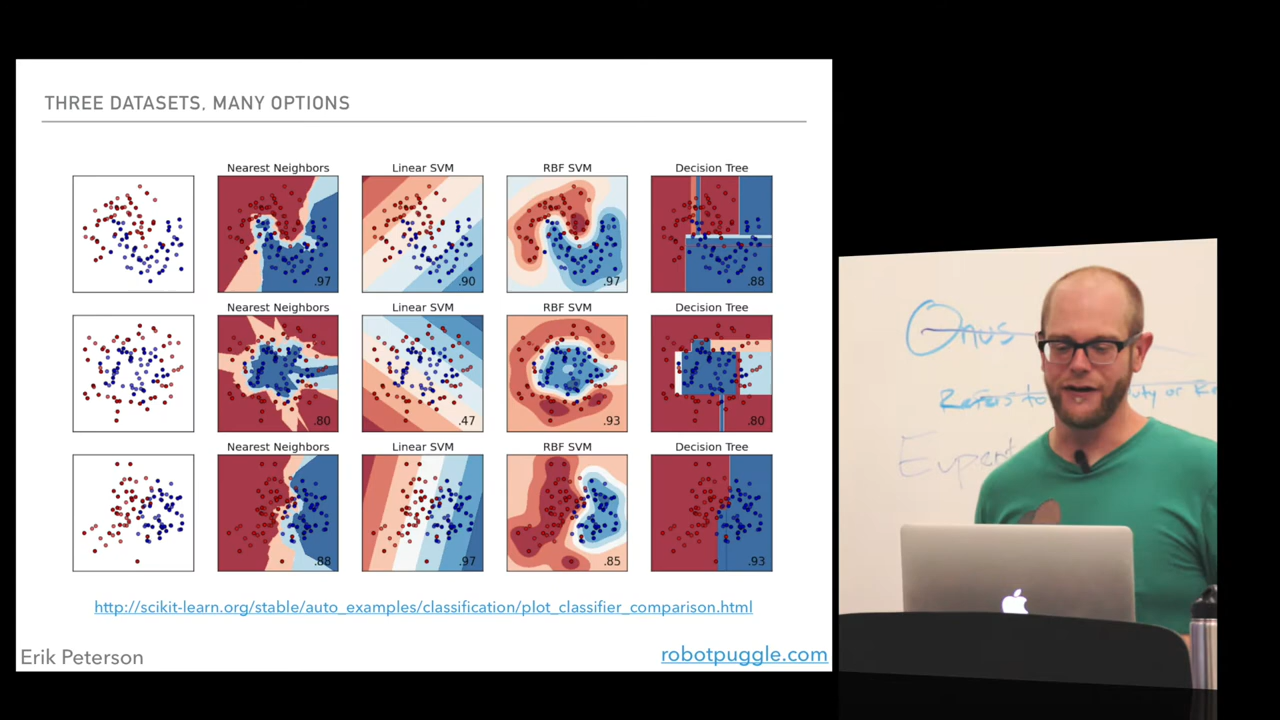 THREE DATASETS, MANY OPTIONS
Nearest Neighbors Linear SVM RBF SVM Decision Tree
.97 .90 .97 .88
Nearest Neighbors Linear SVM RBF SVM Decision Tree
.80 .47 .93 .80
Nearest Neighbors Linear SVM RBF SVM Decision Tree
.88 .97 .85 .93
http://scikit-learn.org/stable/auto_examples/classification/plot_classifier_comparison.html
Erik Peterson
robotpuggle.com
Refers to